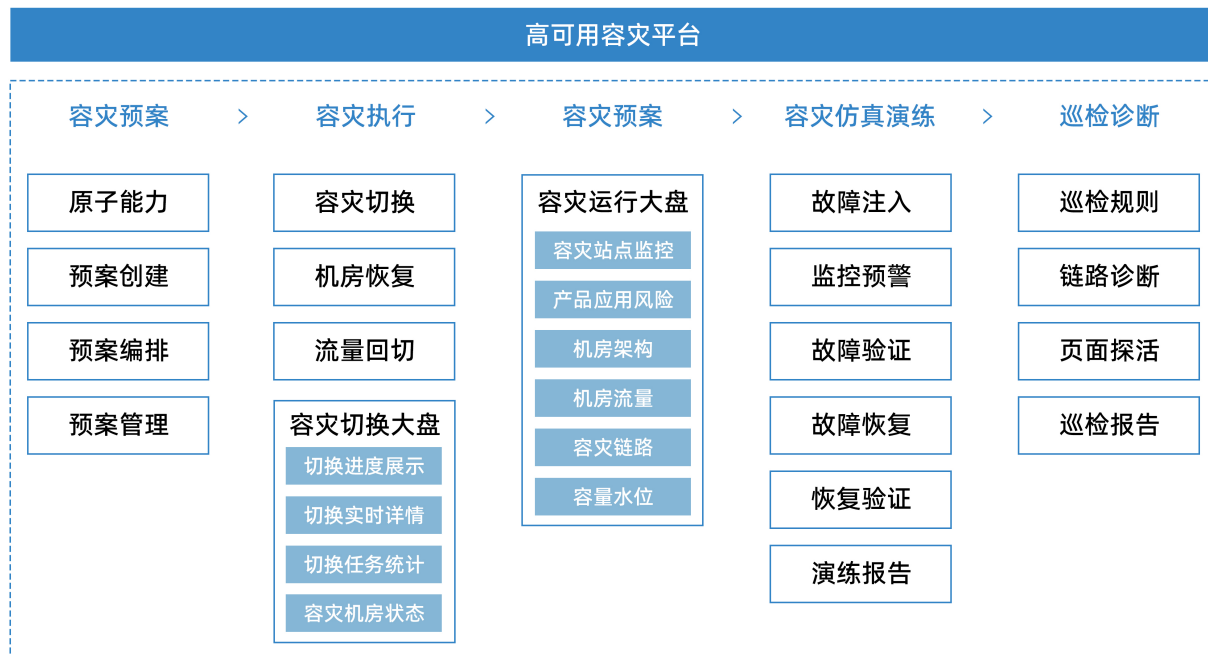 高可用容灾平台
容灾预案 > 容灾执行 > 容灾预案 > 容灾仿真演练 > 巡检诊断
原子能力
预案创建
预案编排
预案管理
容灾切换
机房恢复
流量回切
容灾切换大盘
切换进度展示
切换实时详情
切换任务统计
容灾机房状态
容灾运行大盘
容灾站点监控
产品应用风险
机房架构
机房流量
容灾链路
容量水位
故障注入
监控预警
故障验证
故障恢复
恢复验证
演练报告
巡检规则
链路诊断
页面探活
巡检报告